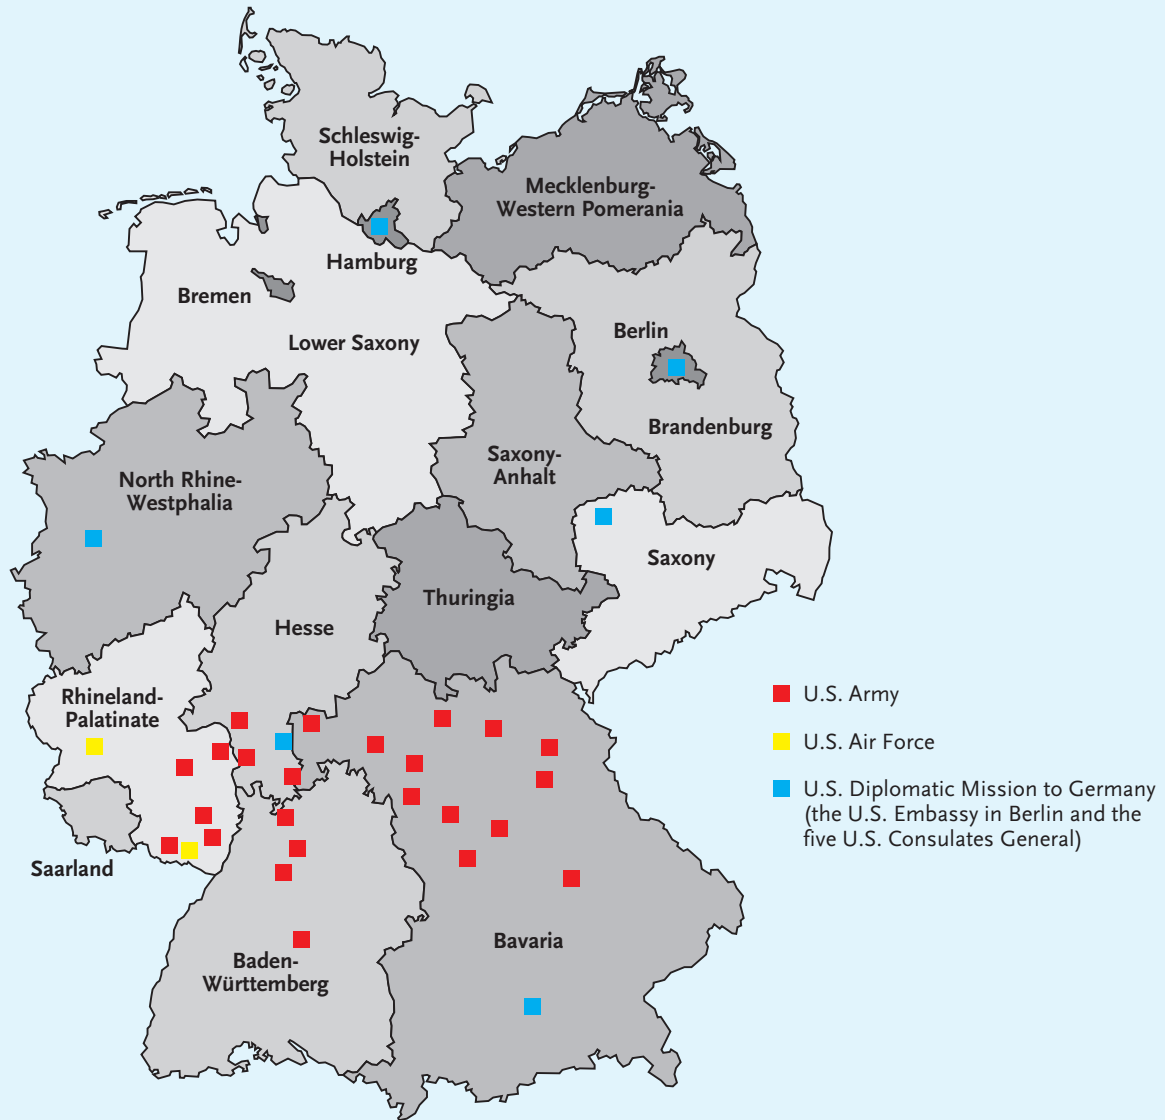 Schleswig-
Holstein
Mecklenburg-
Western Pomerania
Hamburg
Bremen
Lower Saxony
Berlin
Brandenburg
Saxony-
Anhalt
North Rhine-
Westphalia
Saxony
Thuringia
Hesse
Rhineland-
Palatinate
Saarland
Bavaria
Baden-
Württemberg
U.S. Army
U.S. Air Force
U.S. Diplomatic Mission to Germany
(the U.S. Embassy in Berlin and the
five U.S. Consulates General)